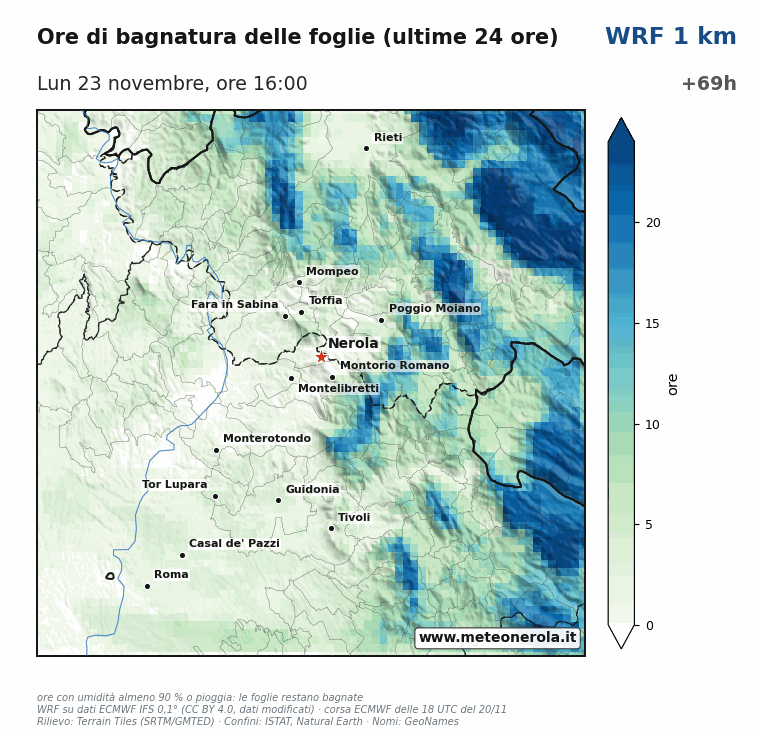 Ore di bagnatura delle foglie (ultime 24 ore)
WRF 1 km
Lun 23 novembre, ore 16:00
+69h
Rieti
Mompeo
Fara in Sabina
Toffia
Poggio Moiano
Nerola
Montorio Romano
Montelibretti
Monterotondo
Tor Lupara
Guidonia
Tivoli
Casal de' Pazzi
Roma
www.meteonerola.it
20
15
10
5
0
ore
ore con umidità almeno 90 % o pioggia: le foglie restano bagnate
WRF su dati ECMWF IFS 0,1° (CC BY 4.0, dati modificati) · corsa ECMWF delle 18 UTC del 20/11
Rilievo: Terrain Tiles (SRTM/GMTED) · Confini: ISTAT, Natural Earth · Nomi: GeoNames